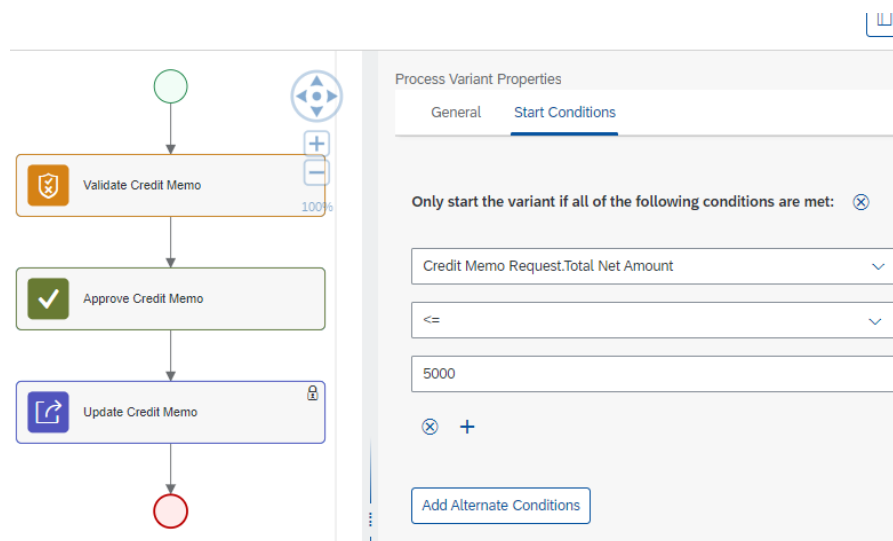 Process Variant Properties
General
Start Conditions
Validate Credit Memo
100%
Only start the variant if all of the following conditions are met:
Credit Memo Request.Total Net Amount
Approve Credit Memo
<=
5000
Update Credit Memo
Add Alternate Conditions